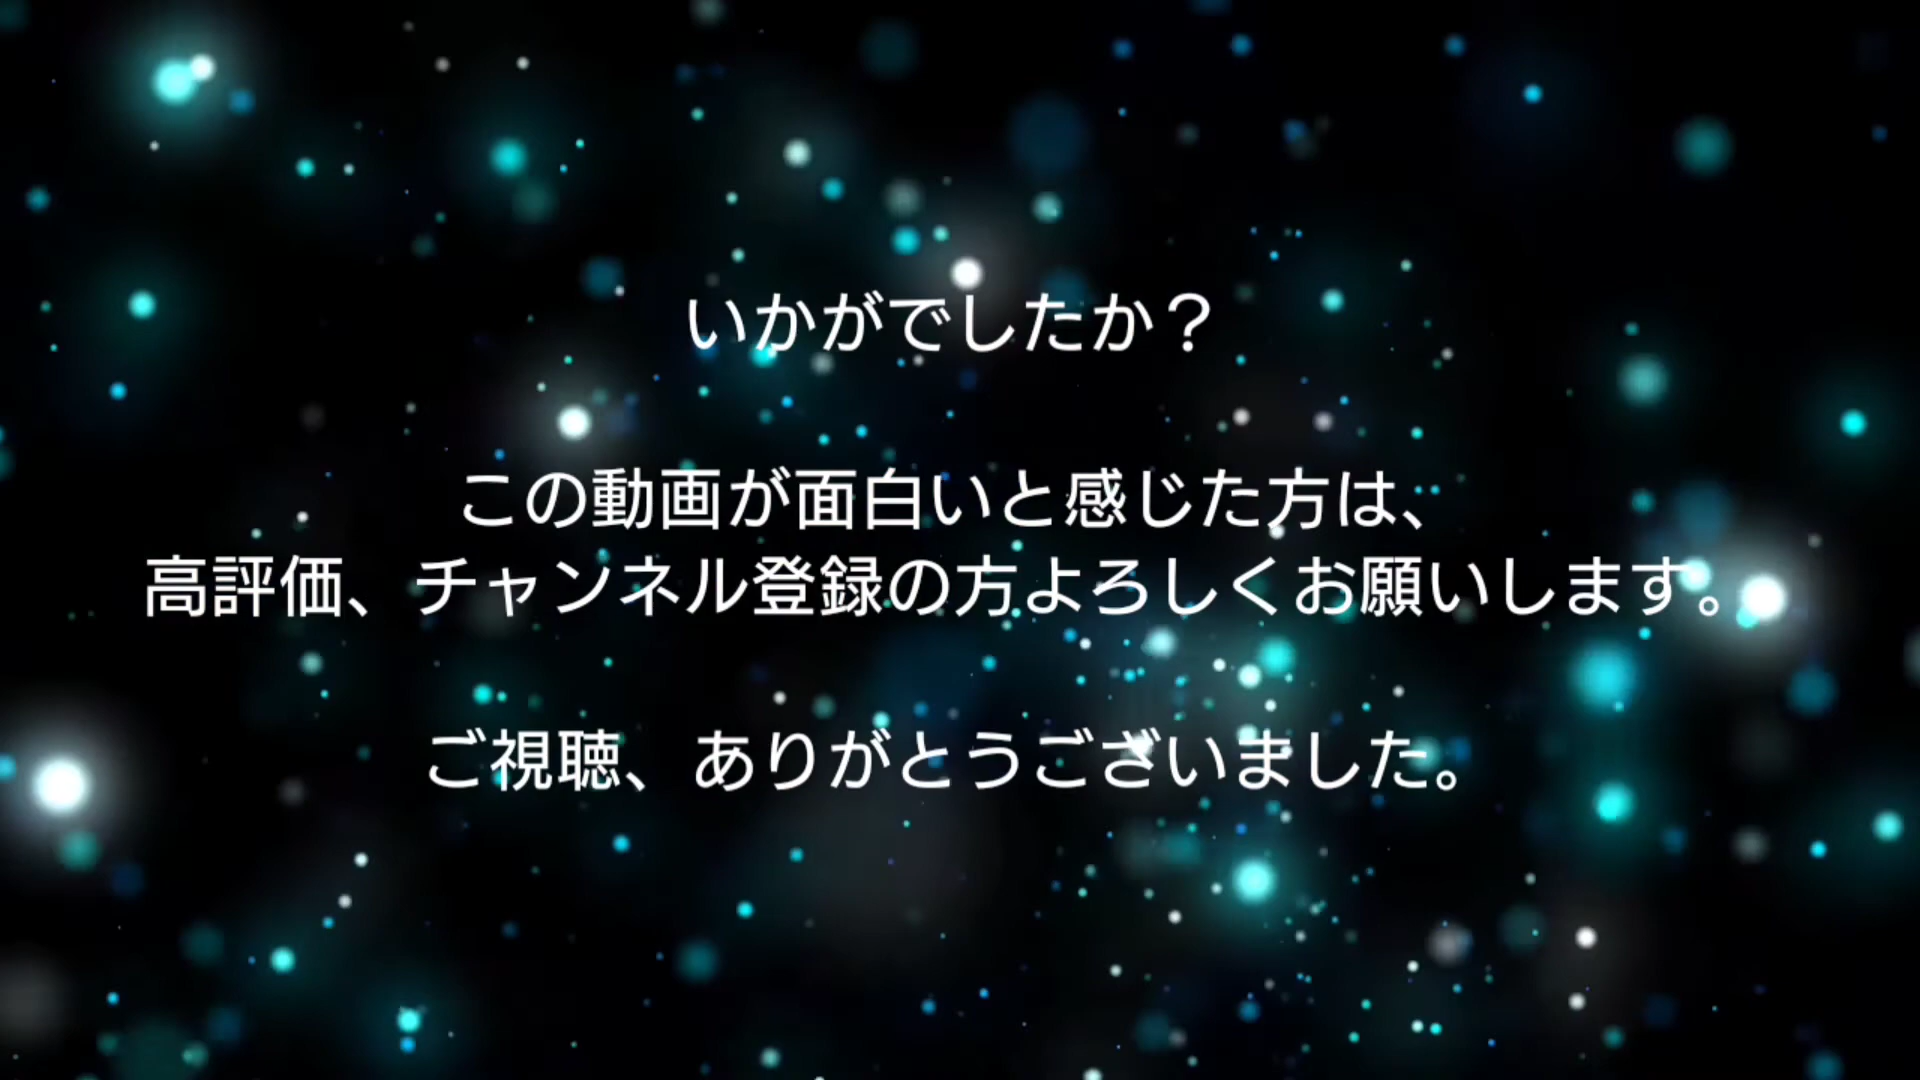 いかがでしたか？
この動画が面白いと感じた方は、
高評価、チャンネル登録の方よろしくお願いします。
ご視聴、ありがとうございました。